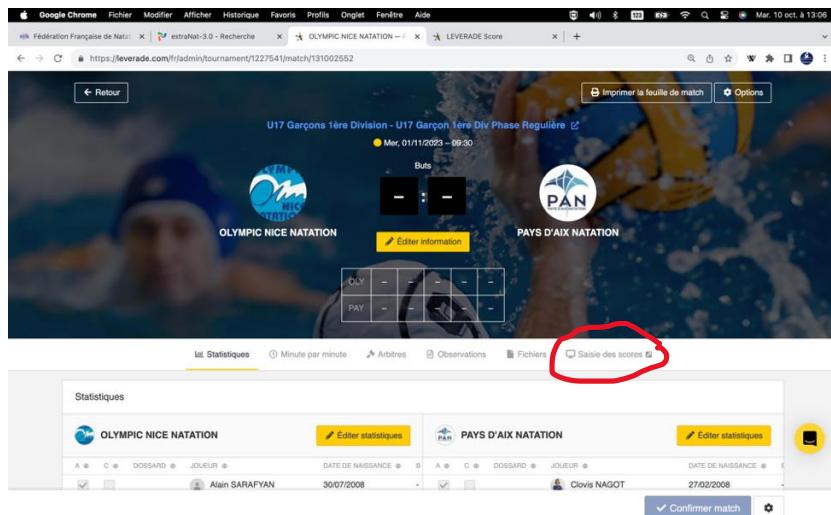 Google Chrome Fichier Modifier Afficher Historique Favoris Profils Onglet Fenêtre Aide 123 Mar. 10 oct. à 13:06
Fédération Française de Natat extraNat-3.0 - Recherche OLYMPIC NICE NATATION – LEVERADE Score
https://leverade.com/fr/admin/tournament/1227541/match/131002552
Retour Imprimer la feuille de match Options
U17 Garçons 1ère Division - U17 Garçon 1ère Div Phase Regulière
Mer, 01/11/2023 – 09:30
Buts
– : –
NICE PAN
OLYMPIC NICE NATATION PAYS D'AIX NATATION
Éditer information
OLY - - - - -
PAY - - - - -
Statistiques Minute par minute Arbitres Observations Fichiers Saisie des scores
Statistiques
OLYMPIC NICE NATATION Éditer statistiques PAN PAYS D'AIX NATATION Éditer statistiques
A C DOSSARD JOUEUR DATE DE NAISSANCE B A C DOSSARD JOUEUR DATE DE NAISSANCE
Alain SARAFYAN 30/07/2008 - Clovis NAGOT 27/02/2008 -
Confirmer match